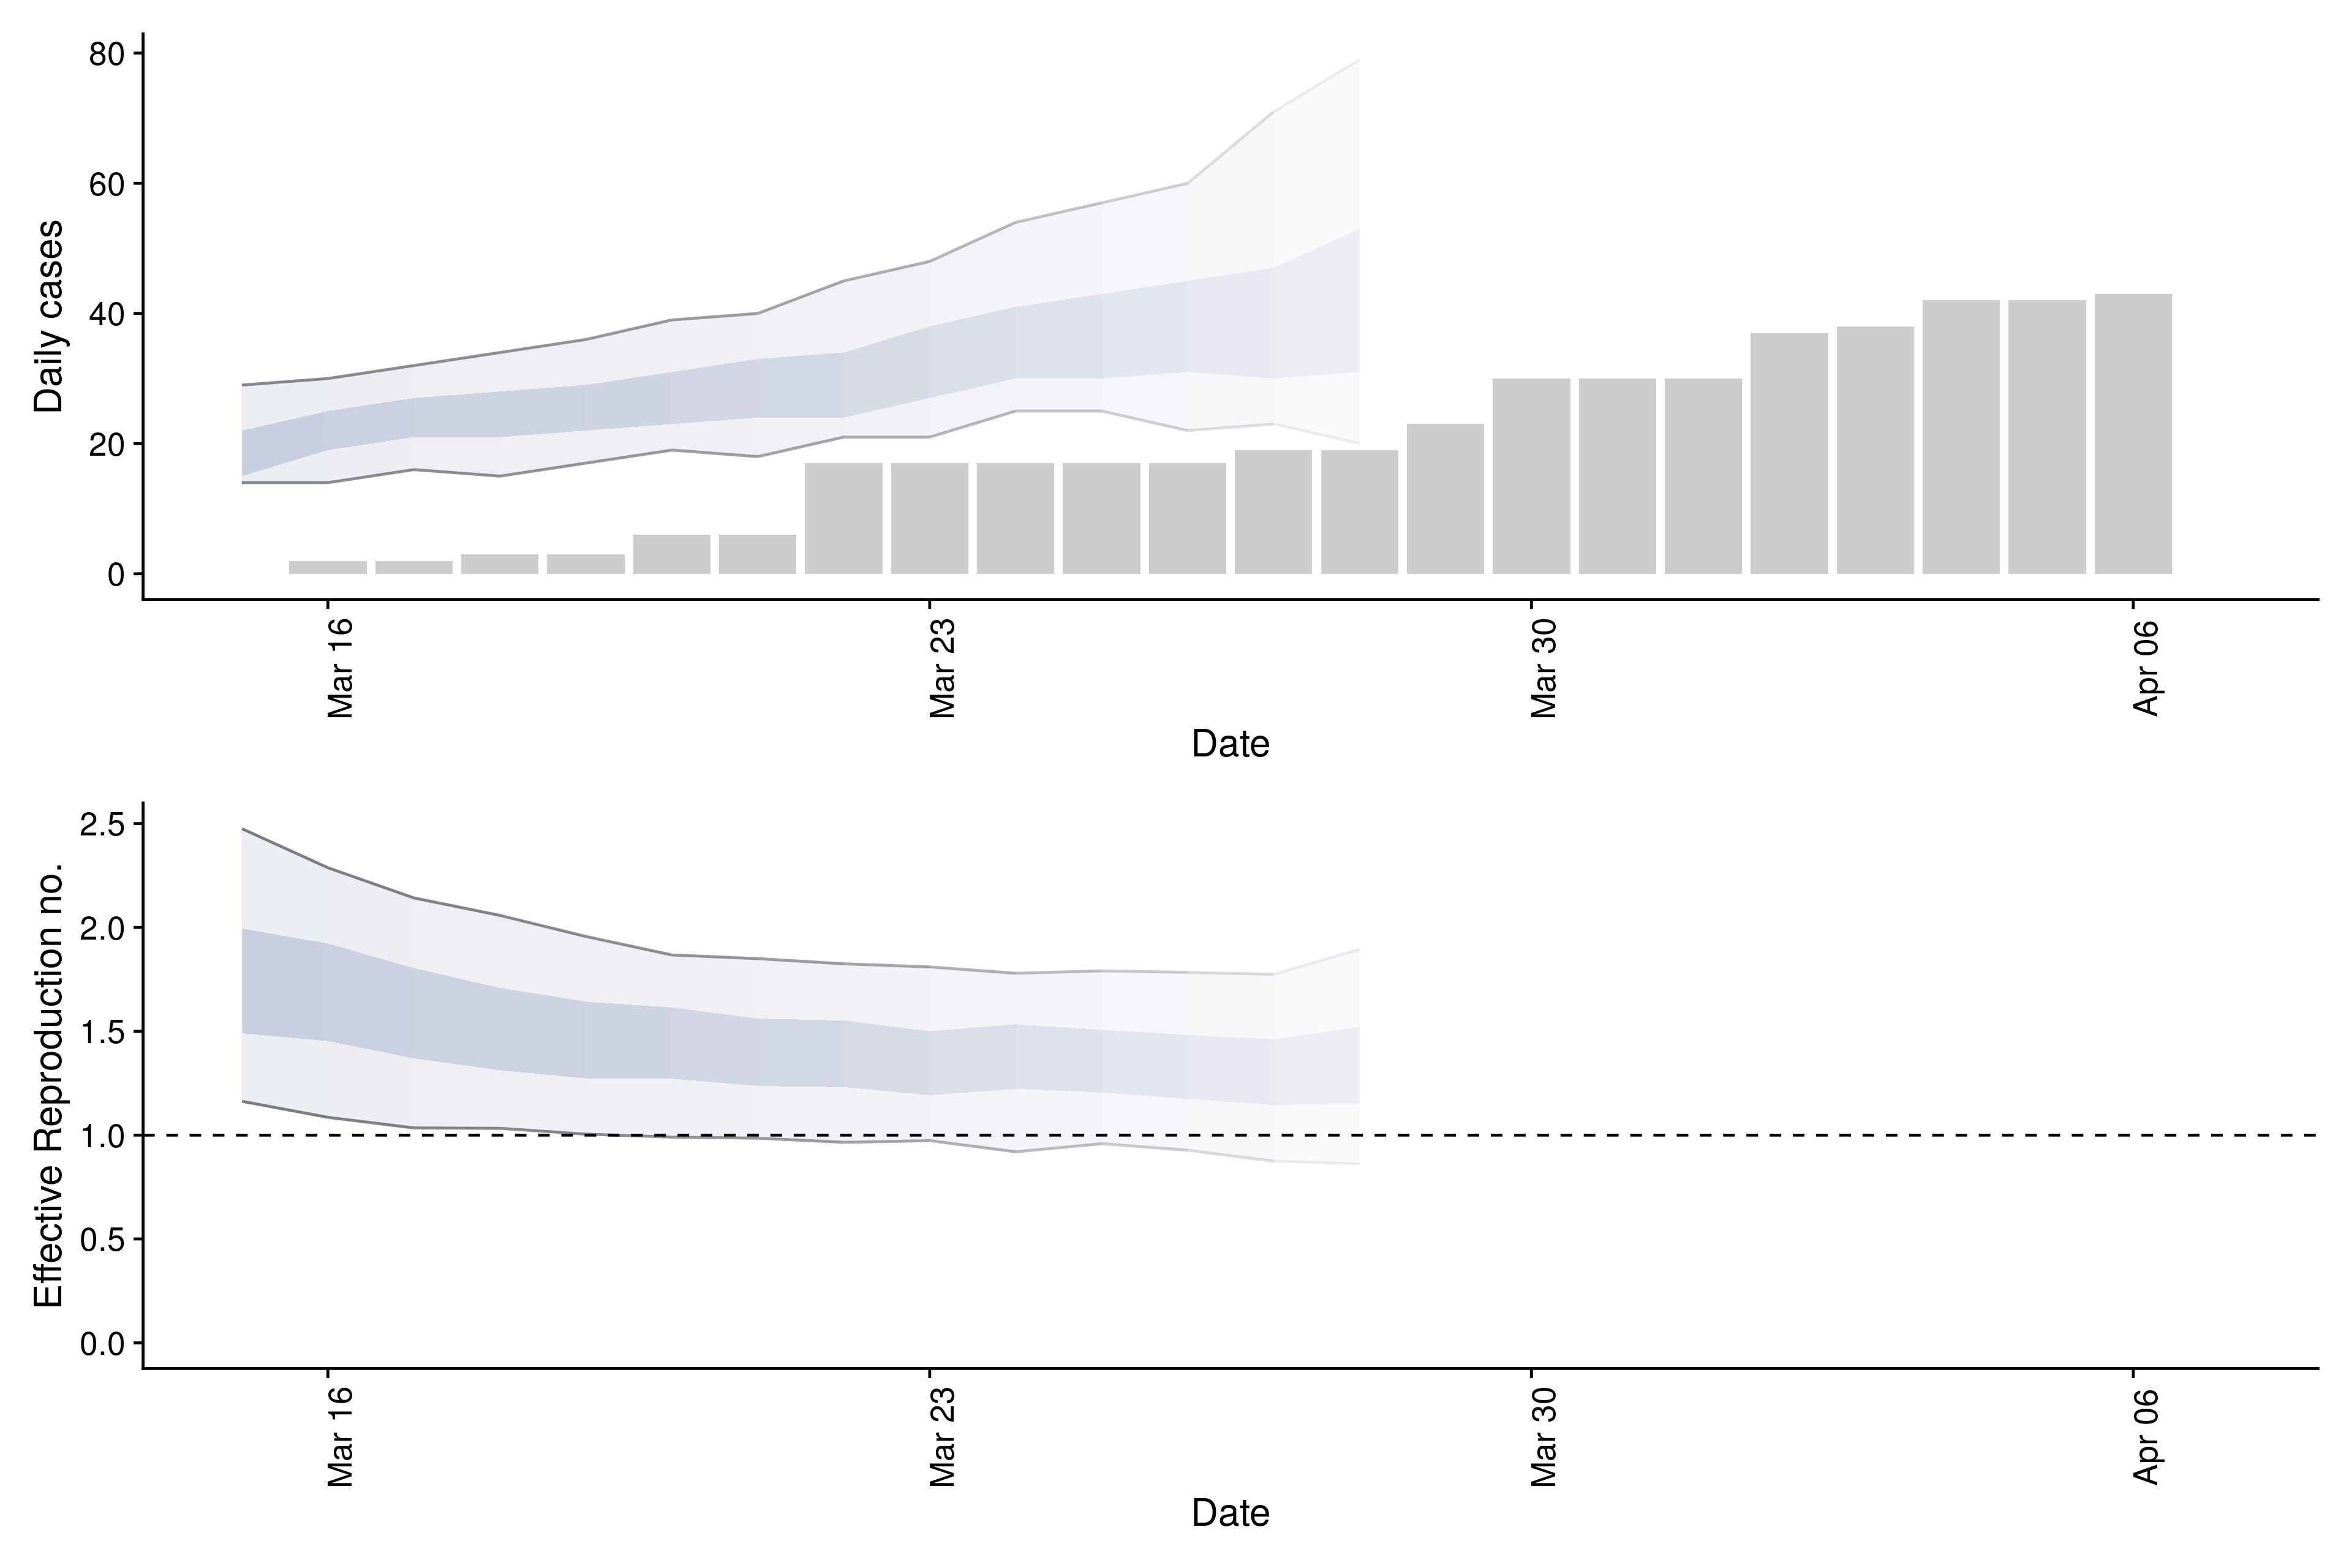 Daily cases
80
60
40
20
0
Mar 16
Mar 23
Mar 30
Apr 06
Date
Effective Reproduction no.
2.5
2.0
1.5
1.0
0.5
0.0
Mar 16
Mar 23
Mar 30
Apr 06
Date